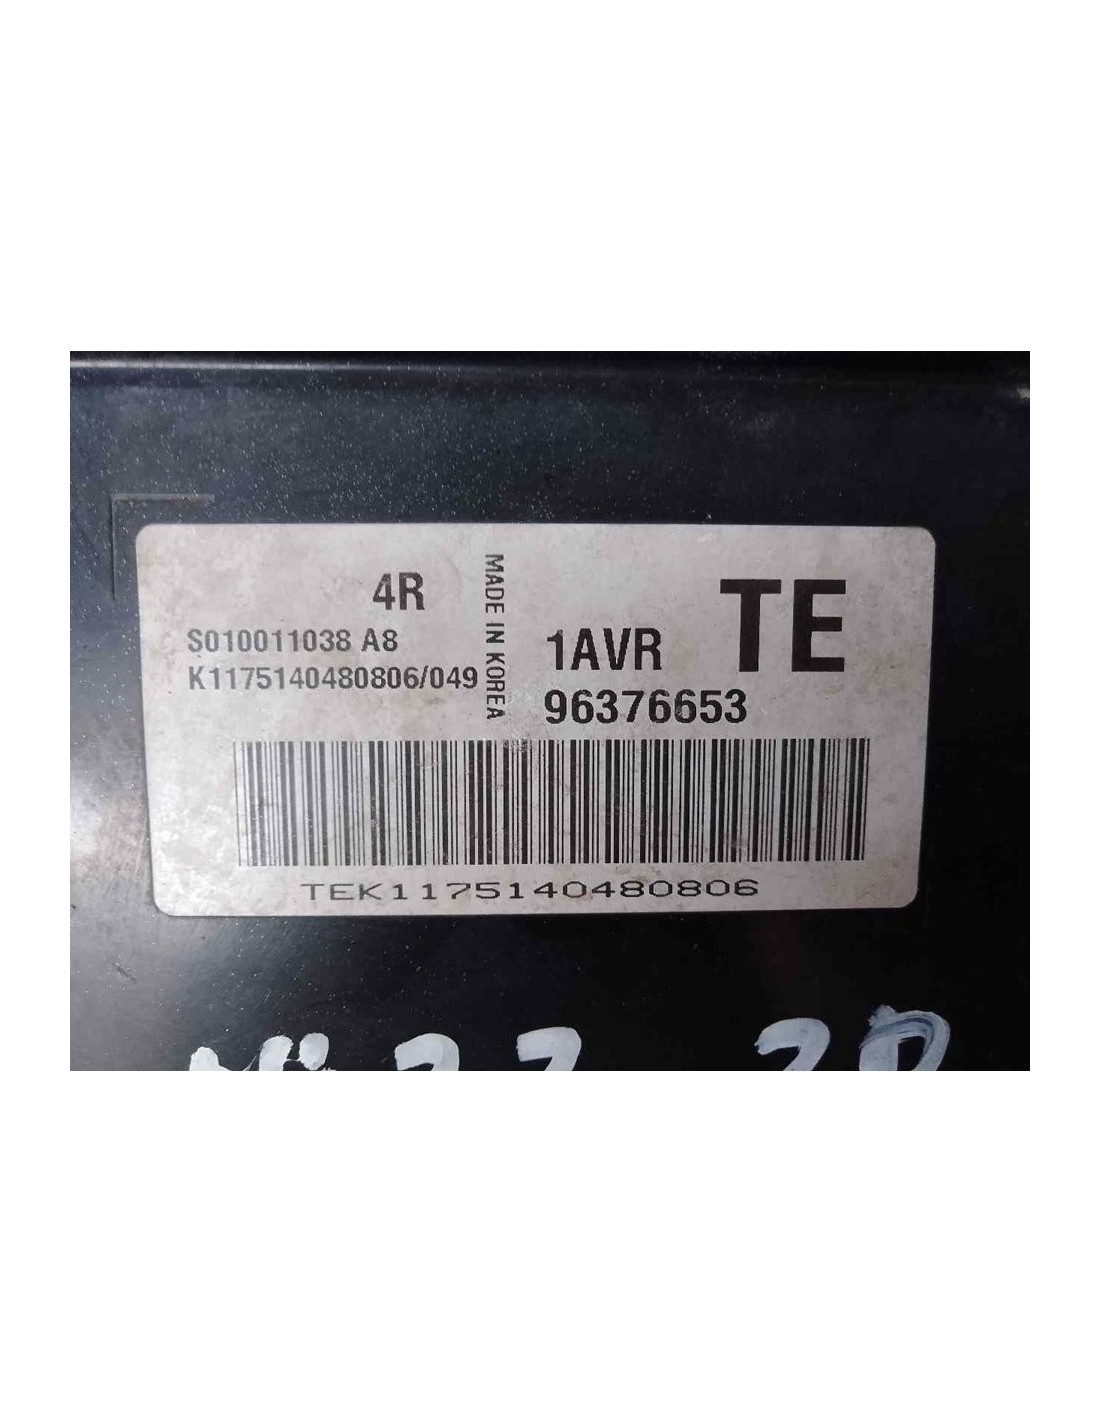 4R
S010011038 A8
K1175140480806/049
MADE IN KOREA
TE
1AVR
96376653
TEK1175140480806